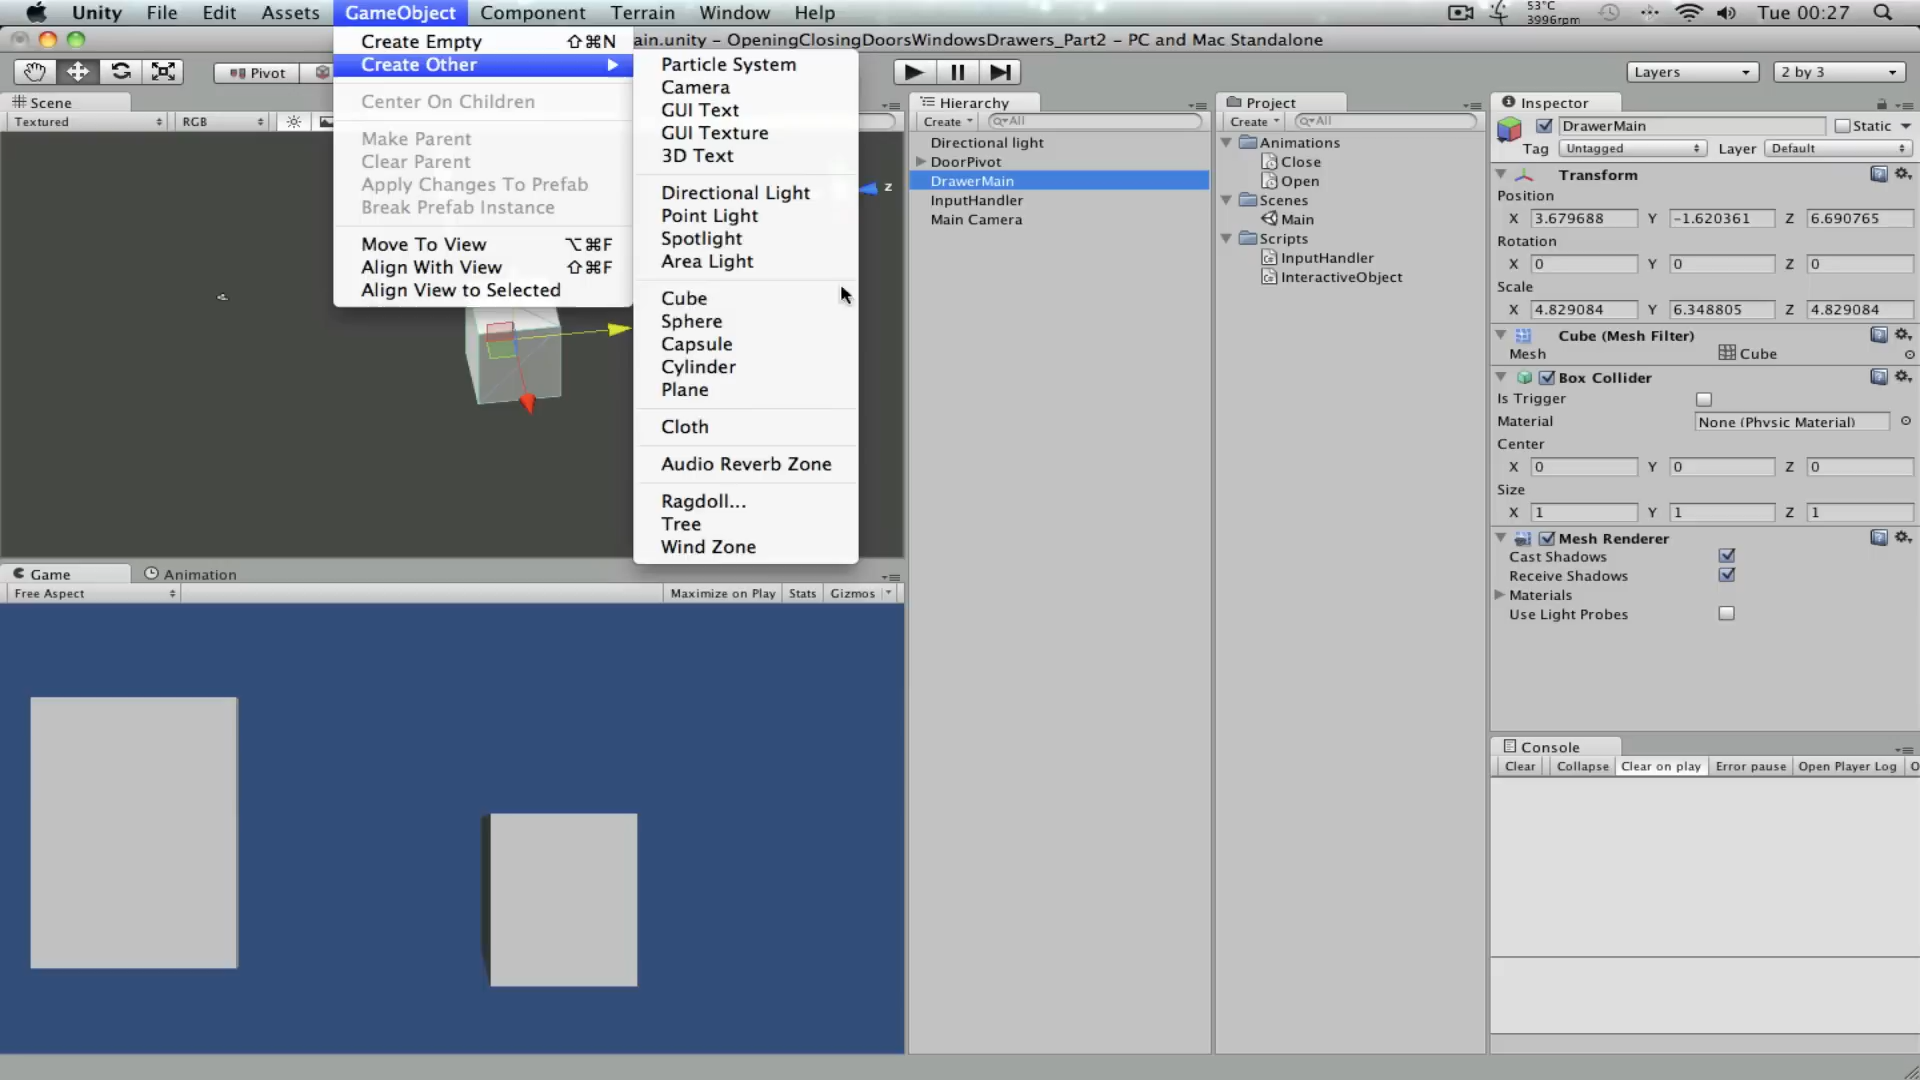 Unity File Edit Assets GameObject Component Terrain Window Help
53°C
3996rpm
Tue 00:27
ain.unity – OpeningClosingDoorsWindowsDrawers_Part2 – PC and Mac Standalone
Pivot
Layers
2 by 3
Create Empty ⇧⌘N
Create Other
Center On Children
Make Parent
Clear Parent
Apply Changes To Prefab
Break Prefab Instance
Move To View ⌥⌘F
Align With View ⇧⌘F
Align View to Selected
Particle System
Camera
GUI Text
GUI Texture
3D Text
Directional Light
Point Light
Spotlight
Area Light
Cube
Sphere
Capsule
Cylinder
Plane
Cloth
Audio Reverb Zone
Ragdoll...
Tree
Wind Zone
Scene
Textured RGB
z
Game Animation
Free Aspect Maximize on Play Stats Gizmos
Hierarchy
Create All
Directional light
DoorPivot
DrawerMain
InputHandler
Main Camera
Project
Create All
Animations
Close
Open
Scenes
Main
Scripts
InputHandler
InteractiveObject
Inspector
DrawerMain Static
Tag Untagged Layer Default
Transform
Position
X 3.679688 Y -1.620361 Z 6.690765
Rotation
X 0 Y 0 Z 0
Scale
X 4.829084 Y 6.348805 Z 4.829084
Cube (Mesh Filter)
Mesh Cube
Box Collider
Is Trigger
Material None (Physic Material)
Center
X 0 Y 0 Z 0
Size
X 1 Y 1 Z 1
Mesh Renderer
Cast Shadows
Receive Shadows
Materials
Use Light Probes
Console
Clear Collapse Clear on play Error pause Open Player Log O